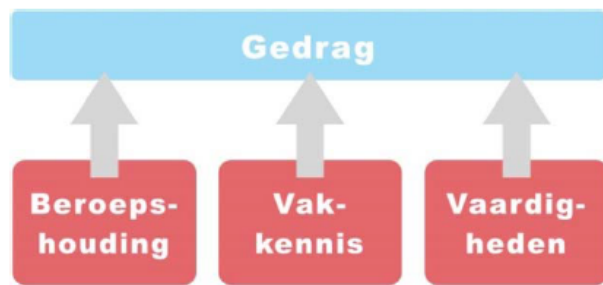 Gedrag
Beroeps-
houding
Vak-
kennis
Vaardig-
heden